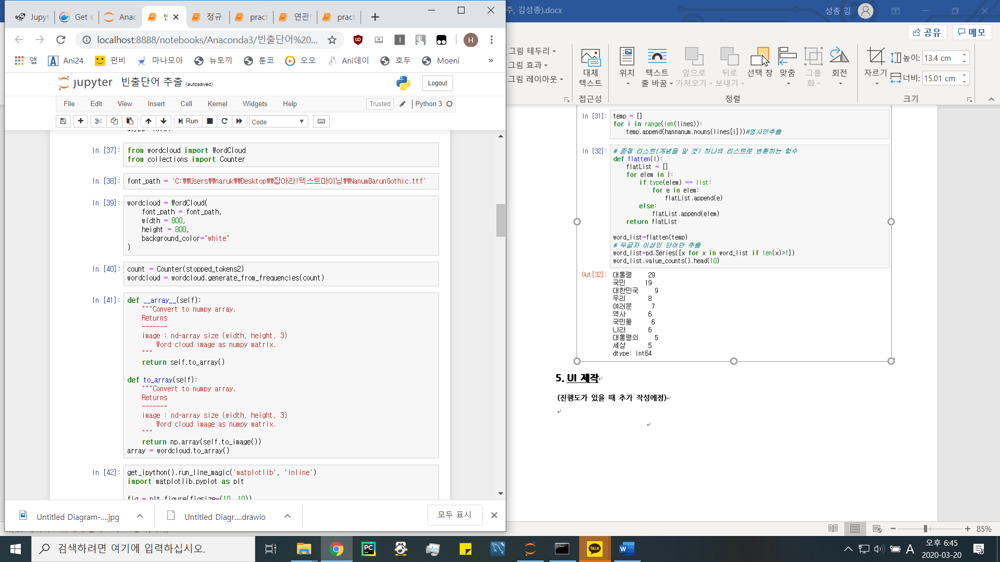 Jupyt
Get s
Anac
빈
정규
pract
연관
pract
localhost:8888/notebooks/Anaconda3/빈출단어%20...
H
앱
Ani24
펀비
마나모아
뉴토끼
툰코
오오
Ani데이
호두
Moeni
»
jupyter 빈출단어 추출 (autosaved)
Logout
File Edit View Insert Cell Kernel Widgets Help
Trusted
Python 3
Run
Code
In [37]:
from wordcloud import WordCloud
from collections import Counter
In [38]:
font_path = 'C:\\Users\\naruk\\Desktop\\잡아라!텍스트마이닝\\NanumBarunGothic.ttf'
In [39]:
wordcloud = WordCloud(
font_path = font_path,
width = 800,
height = 800,
background_color="white"
)
In [40]:
count = Counter(stopped_tokens2)
wordcloud = wordcloud.generate_from_frequencies(count)
In [41]:
def __array__(self):
"""Convert to numpy array.
Returns
-------
image : nd-array size (width, height, 3)
Word cloud image as numpy matrix.
"""
return self.to_array()
def to_array(self):
"""Convert to numpy array.
Returns
-------
image : nd-array size (width, height, 3)
Word cloud image as numpy matrix.
"""
return np.array(self.to_image())
array = wordcloud.to_array()
In [42]:
get_ipython().run_line_magic('matplotlib', 'inline')
import matplotlib.pyplot as plt
fig = plt.figure(figsize=(10, 10))
Untitled Diagram-....jpg
Untitled Diagr....drawio
모두 표시
주, 김성종).docx
성종 김
공유
메모
그림 테두리
그림 효과
그림 레이아웃
대체
텍스트
접근성
위치
텍스트
줄 바꿈
앞으로
가져오기
뒤로
보내기
선택 창
맞춤
그룹
화
회전
정렬
자르기
높이: 13.4 cm
너비: 15.01 cm
크기
In [31]:
temp = []
for i in range(len(lines)):
temp.append(hannanum.nouns(lines[i]))#명사만추출
In [32]:
# 중첩 리스트(개념을 알 것) 하나의 리스트로 변환하는 함수
def flatten(l):
flatList = []
for elem in l:
if type(elem) == list:
for e in elem:
flatList.append(e)
else:
flatList.append(elem)
return flatList
word_list=flatten(temp)
# 두글자 이상인 단어만 추출
word_list=pd.Series([x for x in word_list if len(x)>1])
word_list.value_counts().head(10)
Out[32]:
대통령 29
국민 19
대한민국 9
우리 8
여러분 7
역사 6
국민들 6
나라 6
대통령의 5
세상 5
dtype: int64
5. UI 제작
(진행도가 있을 때 추가 작성예정)
85%
검색하려면 여기에 입력하십시오.
PC
TALK
A
오후 6:45
2020-03-20